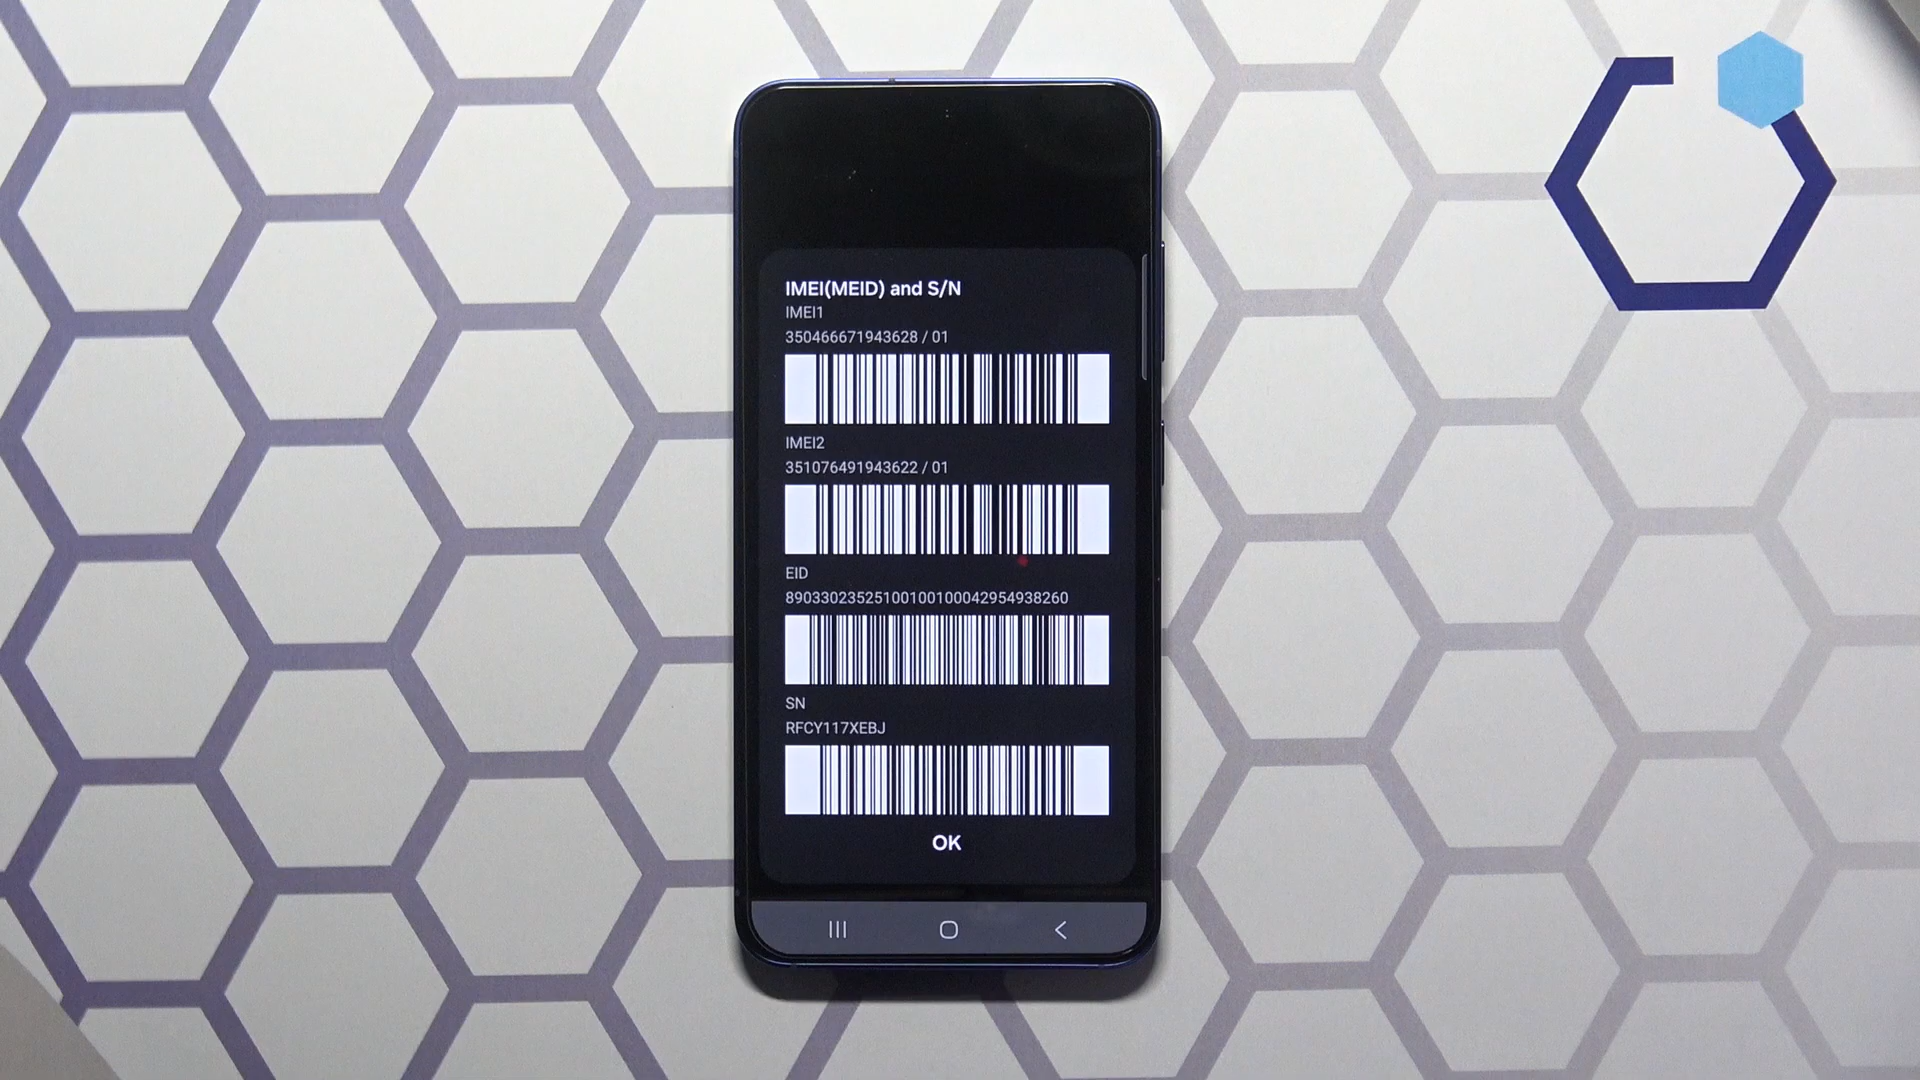 IMEI(MEID) and S/N
IMEI1
350466671943628 / 01
IMEI2
351076491943622 / 01
EID
89033023525100100100042954938260
SN
RFCY117XEBJ
OK